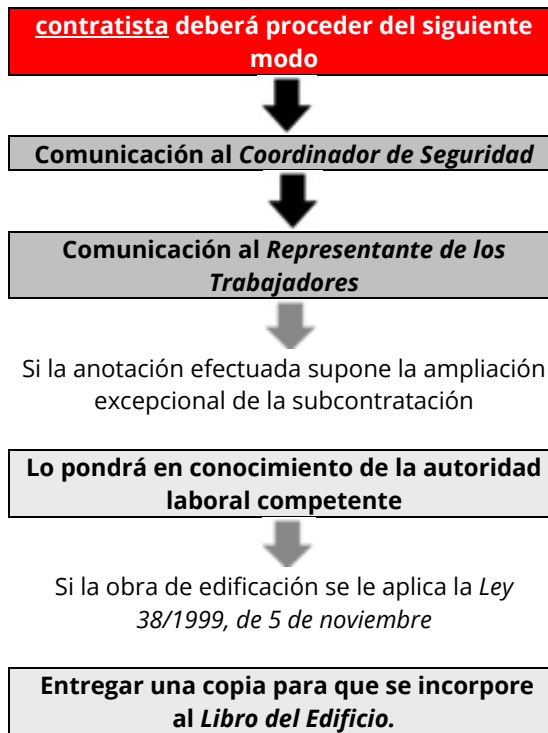 contratista deberá proceder del siguiente
modo
Comunicación al Coordinador de Seguridad
Comunicación al Representante de los
Trabajadores
Si la anotación efectuada supone la ampliación
excepcional de la subcontratación
Lo pondrá en conocimiento de la autoridad
laboral competente
Si la obra de edificación se le aplica la Ley
38/1999, de 5 de noviembre
Entregar una copia para que se incorpore
al Libro del Edificio.